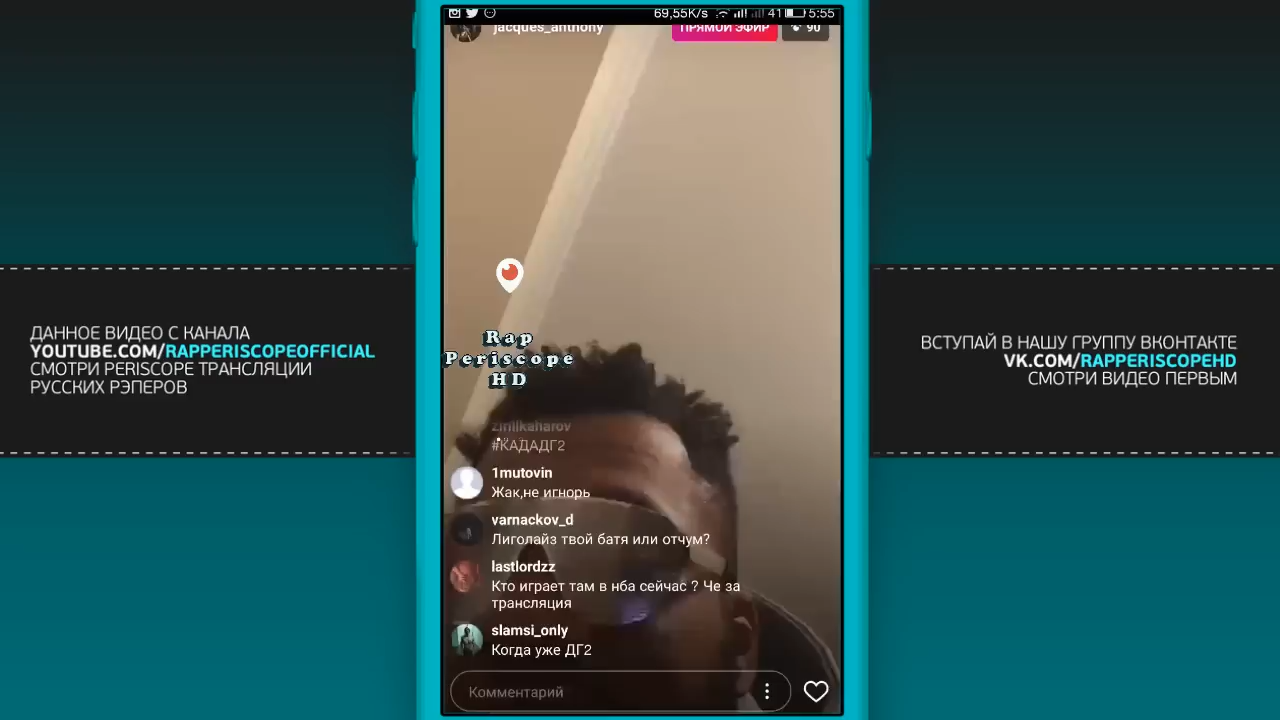 69,55K/s 41 5:55
jacques_anthony ПРЯМОЙ ЭФИР 90
Rap
Periscope
HD
#КАДАДГ2
1mutovin
Жак,не игнорь
varnackov_d
Лиголайз твой батя или отчум?
lastlordzz
Кто играет там в нба сейчас ? Че за
трансляция
slamsi_only
Когда уже ДГ2
Комментарий
ДАННОЕ ВИДЕО С КАНАЛА
YOUTUBE.COM/RAPPERISCOPEOFFICIAL
СМОТРИ PERISCOPE ТРАНСЛЯЦИИ
РУССКИХ РЭПЕРОВ
ВСТУПАЙ В НАШУ ГРУППУ ВКОНТАКТЕ
VK.COM/RAPPERISCOPEHD
СМОТРИ ВИДЕО ПЕРВЫМ